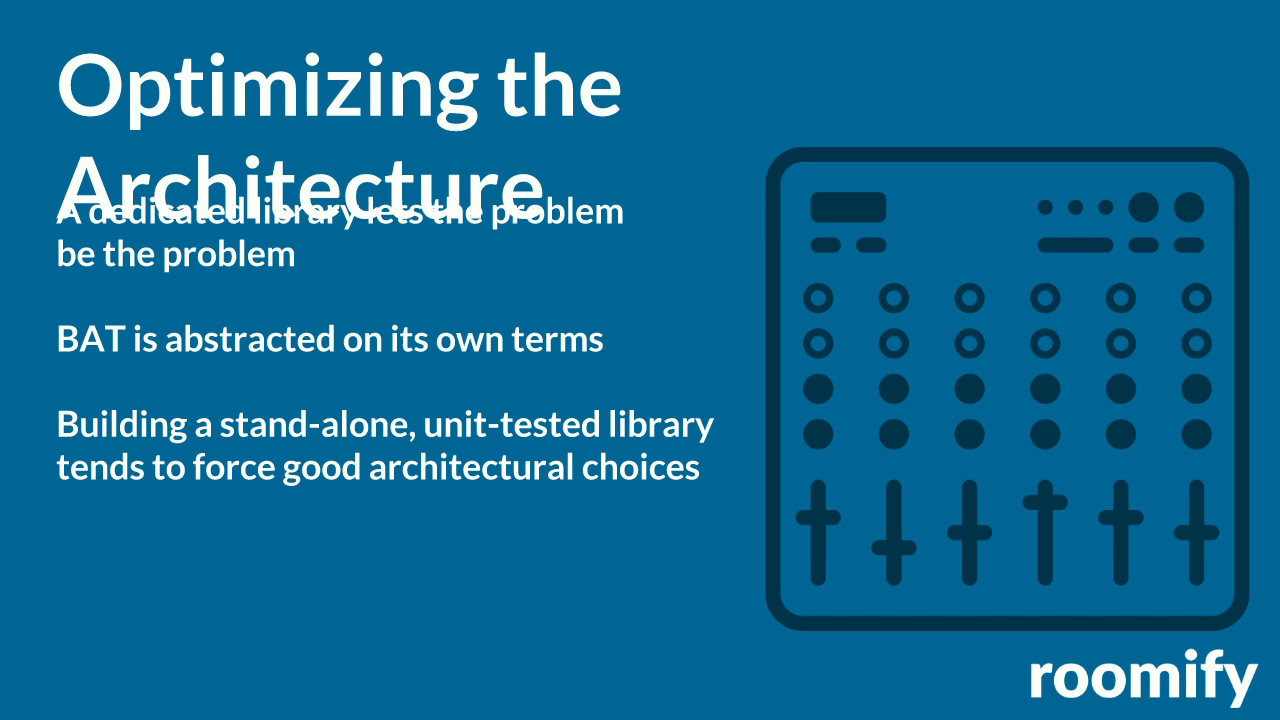 Optimizing the
Architecture
A dedicated library lets the problem
be the problem
BAT is abstracted on its own terms
Building a stand-alone, unit-tested library
tends to force good architectural choices
roomify